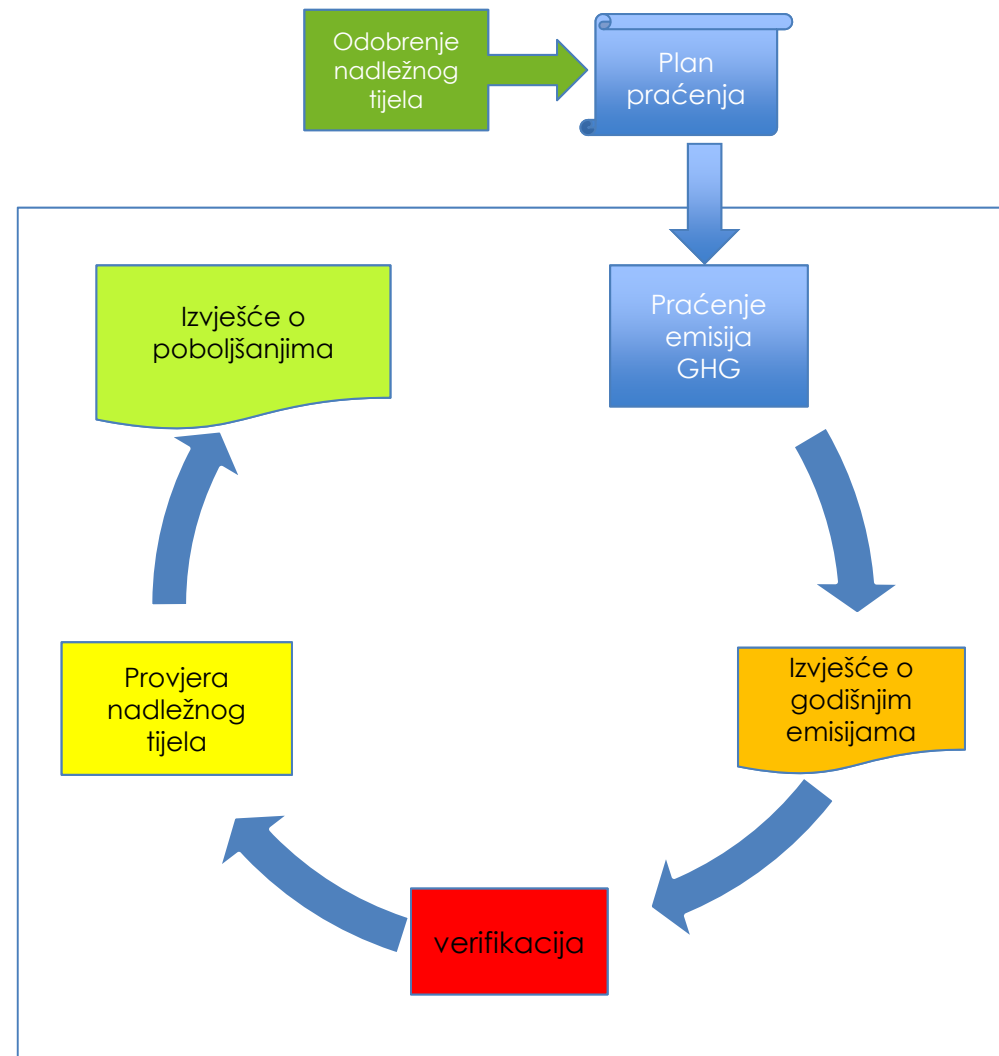 Odobrenje
nadležnog
tijela
Plan
praćenja
Praćenje
emisija
GHG
Izvješće o
godišnjim
emisijama
verifikacija
Provjera
nadležnog
tijela
Izvješće o
poboljšanjima